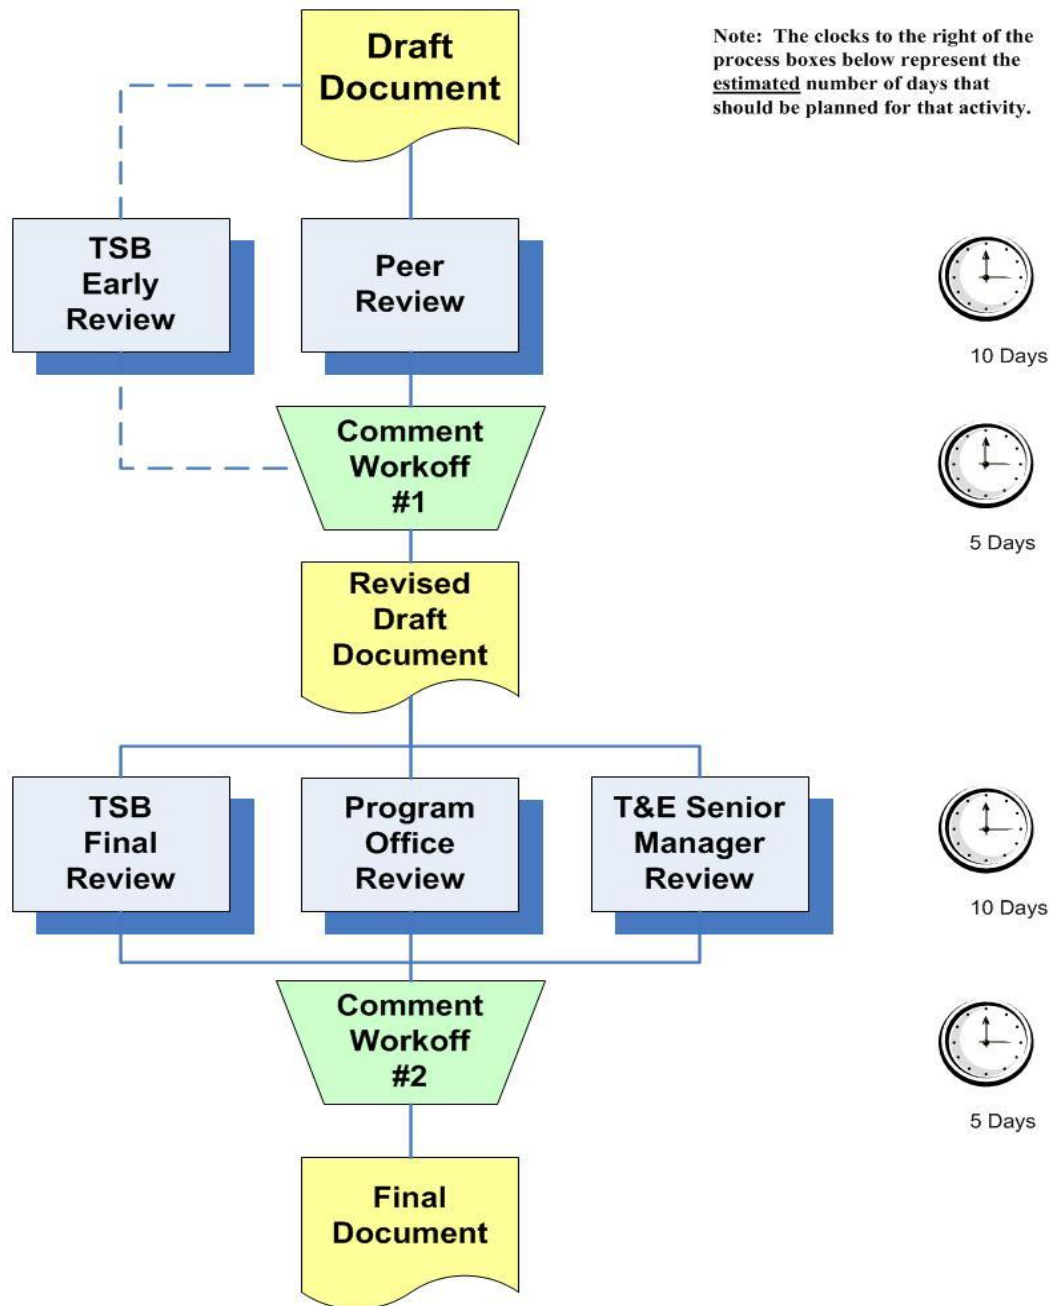 Draft
Document
Note: The clocks to the right of the
process boxes below represent the
estimated number of days that
should be planned for that activity.
TSB
Early
Review
Peer
Review
10 Days
Comment
Workoff
#1
5 Days
Revised
Draft
Document
TSB
Final
Review
Program
Office
Review
T&E Senior
Manager
Review
10 Days
Comment
Workoff
#2
5 Days
Final
Document